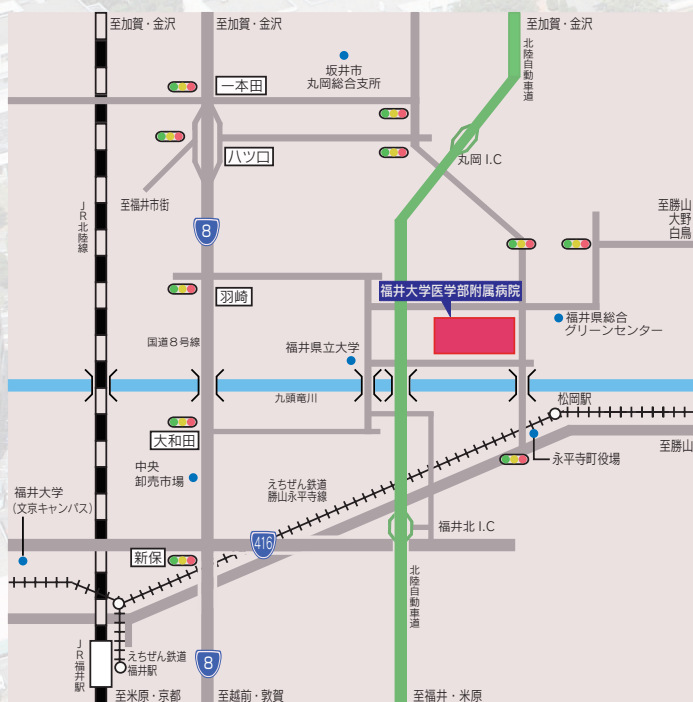 至加賀・金沢
至加賀・金沢
至加賀・金沢
北陸自動車道
坂井市
丸岡総合支所
一本田
八ツ口
丸岡 I.C
至福井市街
JR北陸線
至勝山
大野
白鳥
8
羽崎
福井大学医学部附属病院
福井県総合
グリーンセンター
国道8号線
福井県立大学
九頭竜川
松岡駅
大和田
至勝山
中央
卸売市場
永平寺町役場
えちぜん鉄道
勝山永平寺線
福井大学
(文京キャンパス)
福井北 I.C
416
新保
北陸自動車道
JR福井駅
えちぜん鉄道
福井駅
8
至米原・京都
至越前・敦賀
至福井・米原